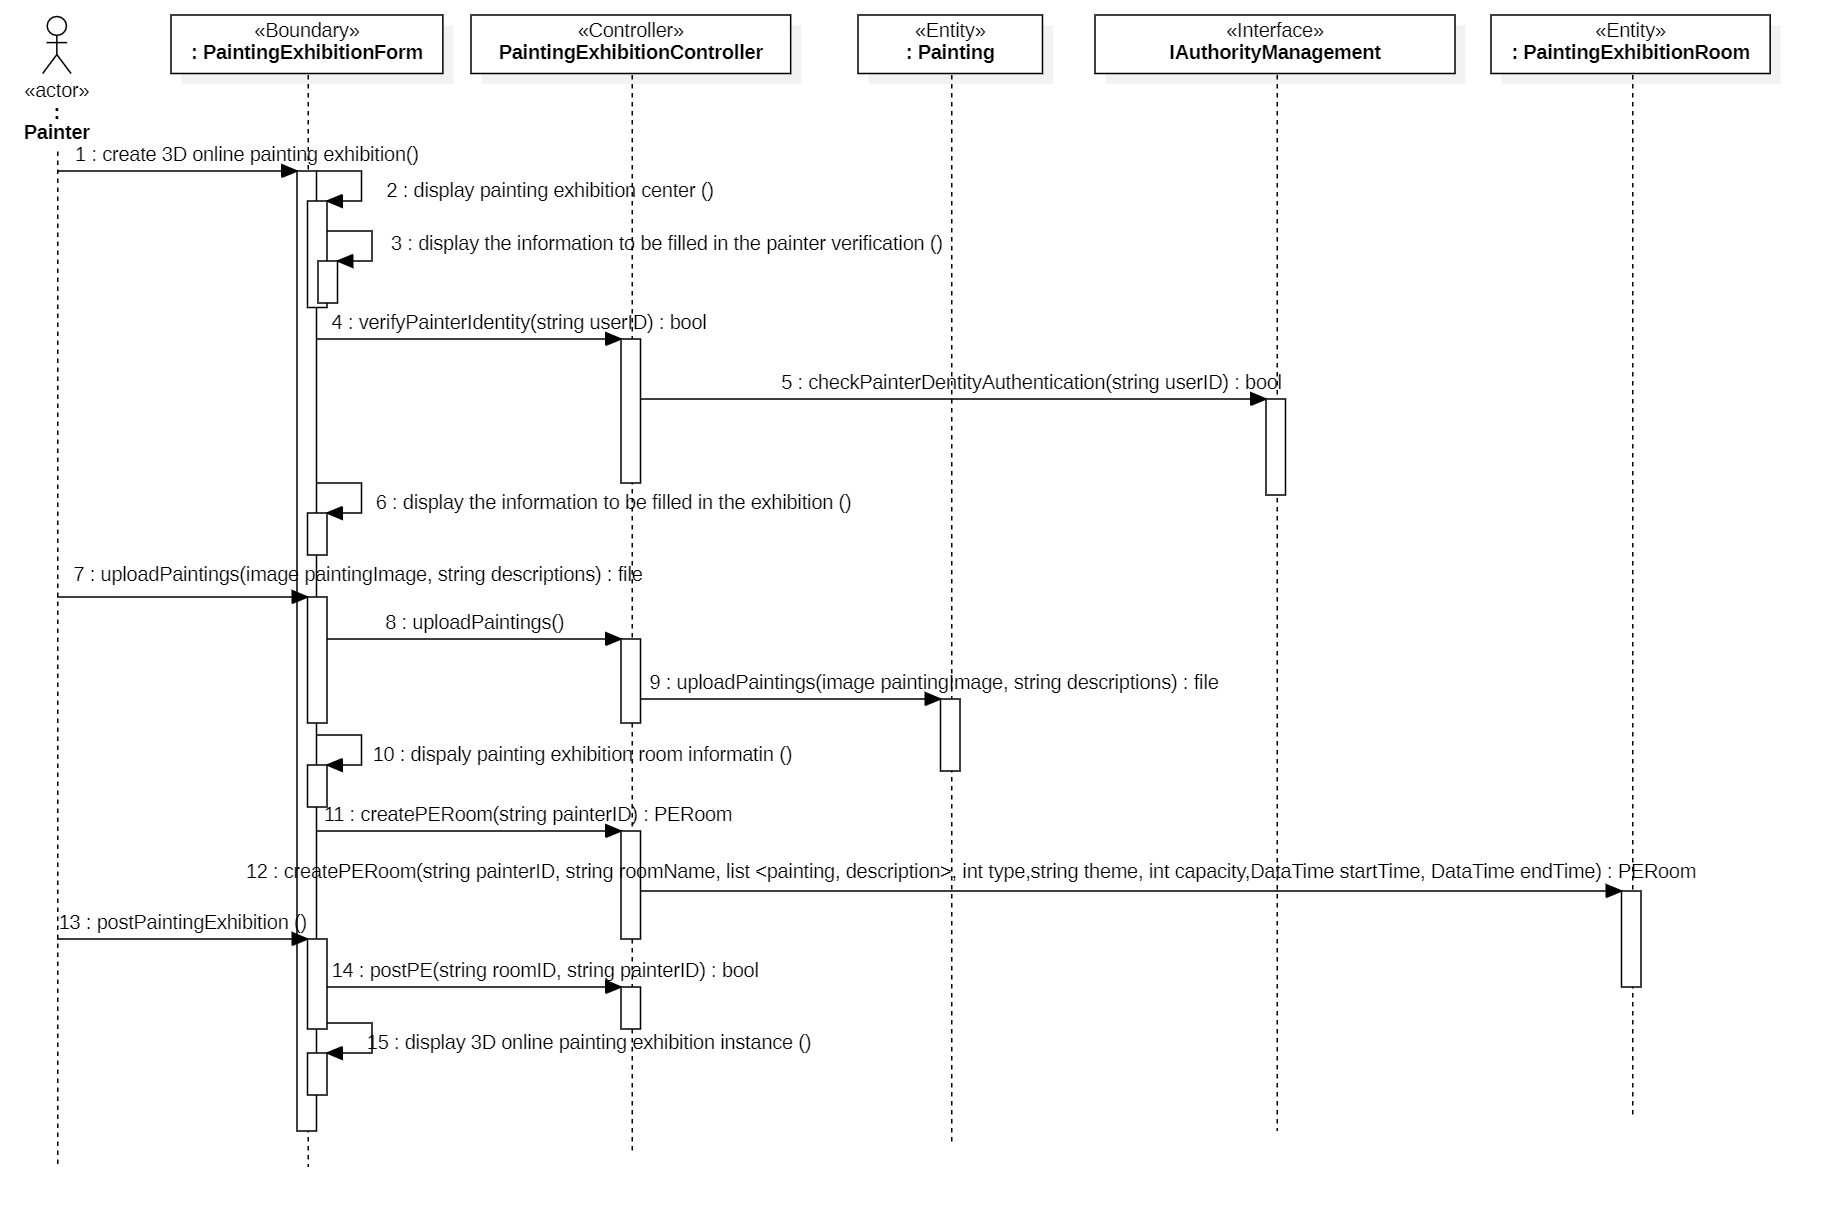 «actor»
:
Painter
«Boundary»
: PaintingExhibitionForm
«Controller»
PaintingExhibitionController
«Entity»
: Painting
«Interface»
IAuthorityManagement
«Entity»
: PaintingExhibitionRoom
1 : create 3D online painting exhibition()
2 : display painting exhibition center ()
3 : display the information to be filled in the painter verification ()
4 : verifyPainterIdentity(string userID) : bool
5 : checkPainterDentityAuthentication(string userID) : bool
6 : display the information to be filled in the exhibition ()
7 : uploadPaintings(image paintingImage, string descriptions) : file
8 : uploadPaintings()
9 : uploadPaintings(image paintingImage, string descriptions) : file
10 : dispaly painting exhibition room informatin ()
11 : createPERoom(string painterID) : PERoom
12 : createPERoom(string painterID, string roomName, list <painting, description>, int type,string theme, int capacity,DataTime startTime, DataTime endTime) : PERoom
13 : postPaintingExhibition ()
14 : postPE(string roomID, string painterID) : bool
15 : display 3D online painting exhibition instance ()